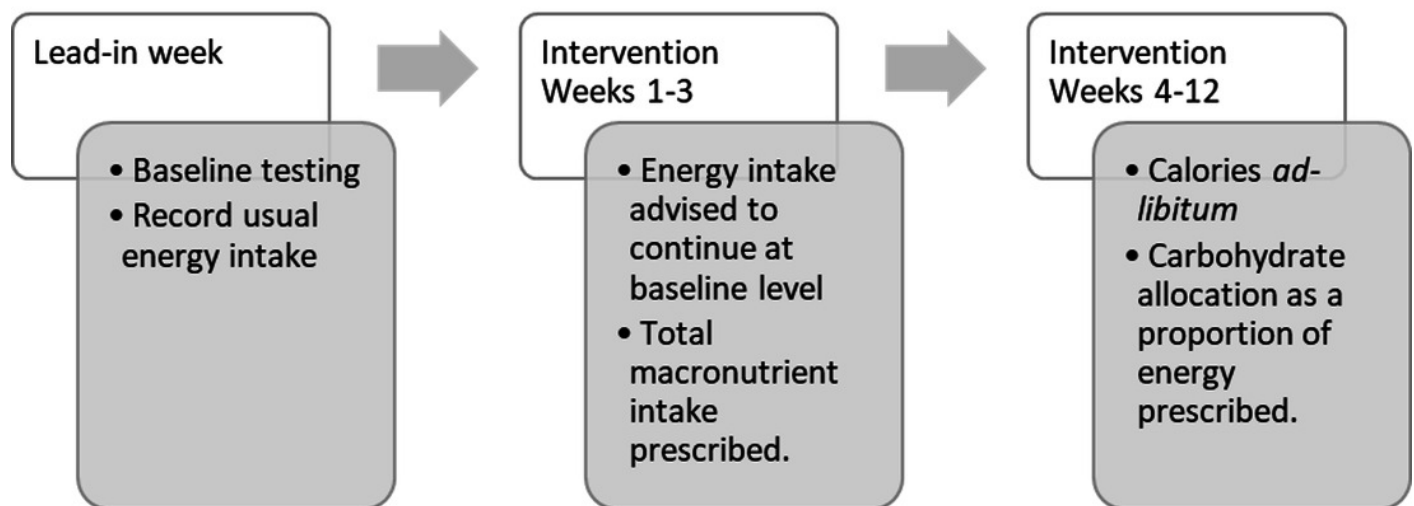 Lead-in week
• Baseline testing
• Record usual
energy intake
Intervention
Weeks 1-3
• Energy intake
advised to
continue at
baseline level
• Total
macronutrient
intake
prescribed.
Intervention
Weeks 4-12
• Calories ad-
libitum
• Carbohydrate
allocation as a
proportion of
energy
prescribed.